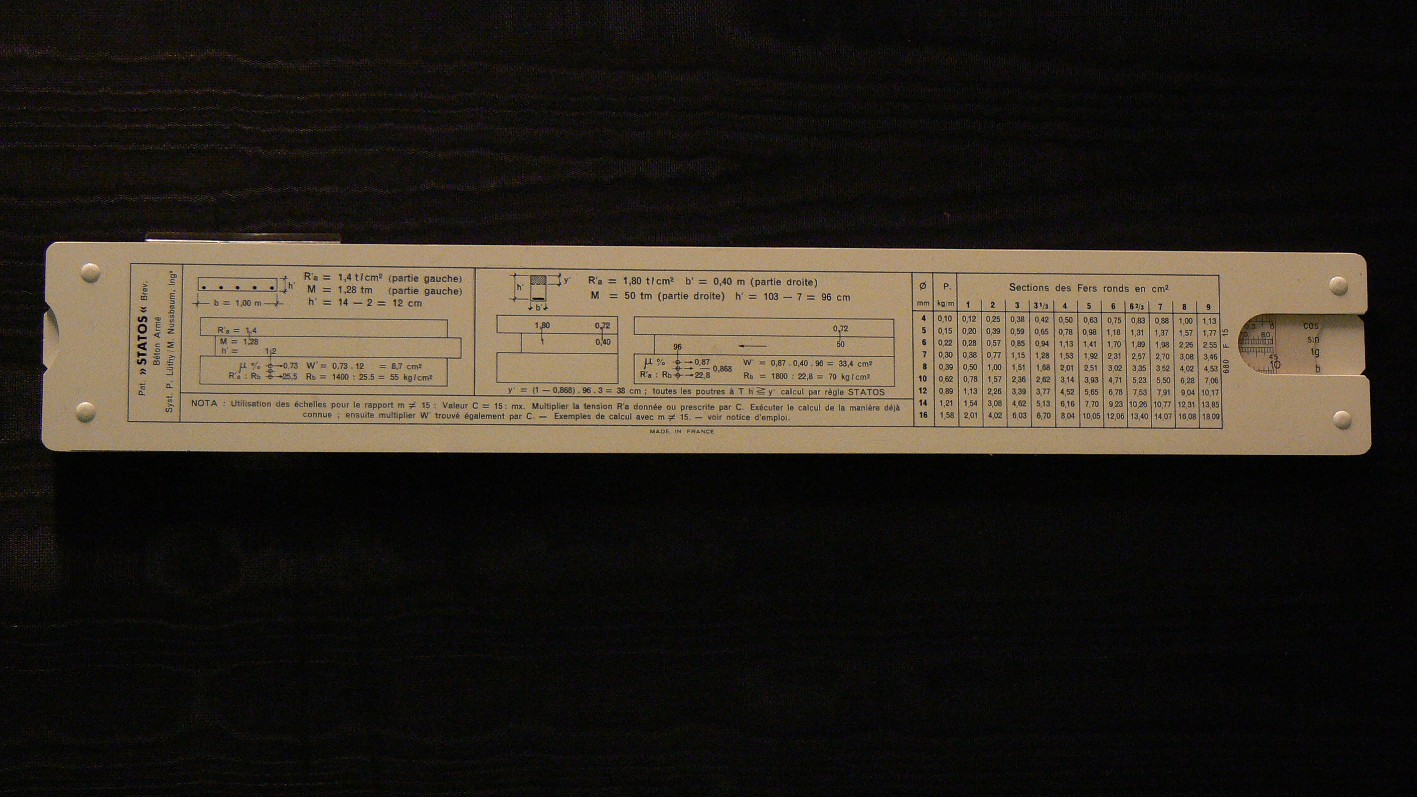 Pat. »STATOS« Brev.
Béton Armé
Syst. P. Lüthy/M. Nussbaum, Ingˢ
h'
b = 1,00 m
R'a = 1,4 t/cm² (partie gauche)
M = 1,28 tm (partie gauche)
h' = 14 — 2 = 12 cm
R'a = 1,4
M = 1,28
h' = 1,2
μ % 0,73 W' = 0,73 . 12 = 8,7 cm²
R'a : Rb 25,5 Rb = 1400 : 25,5 = 55 kg/cm²
h' y'
b'
R'a = 1,80 t/cm² b' = 0,40 m (partie droite)
M = 50 tm (partie droite) h' = 103 — 7 = 96 cm
1,80 0,72
0,40
0,72
96 50
μ % 0,87 0,868 W' = 0,87 . 0,40 . 96 = 33,4 cm²
R'a : Rb 22,8 Rb = 1800 : 22,8 = 79 kg/cm²
y' = (1 — 0,868) . 96 . 3 = 38 cm ; toutes les poutres à T h ≧ y' calcul par règle STATOS
NOTA : Utilisation des échelles pour le rapport m ≠ 15 : Valeur C = 15 : mx. Multiplier la tension R'a donnée ou prescrite par C. Exécuter le calcul de la manière déjà
connue ; ensuite multiplier W' trouvé également par C. — Exemples de calcul avec m ≠ 15. — voir notice d'emploi.
Ø P. Sections des Fers ronds en cm²
mm kg/m 1 2 3 3 1/3 4 5 6 6 2/3 7 8 9
4 0,10 0,12 0,25 0,38 0,42 0,50 0,63 0,75 0,83 0,88 1,00 1,13
5 0,15 0,20 0,39 0,59 0,65 0,78 0,98 1,18 1,31 1,37 1,57 1,77
6 0,22 0,28 0,57 0,85 0,94 1,13 1,41 1,70 1,89 1,98 2,26 2,55
7 0,30 0,38 0,77 1,15 1,28 1,53 1,92 2,31 2,57 2,70 3,08 3,46
8 0,39 0,50 1,00 1,51 1,68 2,01 2,51 3,02 3,35 3,52 4,02 4,53
10 0,62 0,78 1,57 2,36 2,62 3,14 3,93 4,71 5,23 5,50 6,28 7,06
12 0,89 1,13 2,26 3,39 3,77 4,52 5,65 6,78 7,53 7,91 9,04 10,17
14 1,21 1,54 3,08 4,62 5,13 6,16 7,70 9,23 10,26 10,77 12,31 13,85
16 1,58 2,01 4,02 6,03 6,70 8,04 10,05 12,06 13,40 14,07 16,08 18,09
680 F 15
cos
sin
tg
b
45
10
MADE IN FRANCE